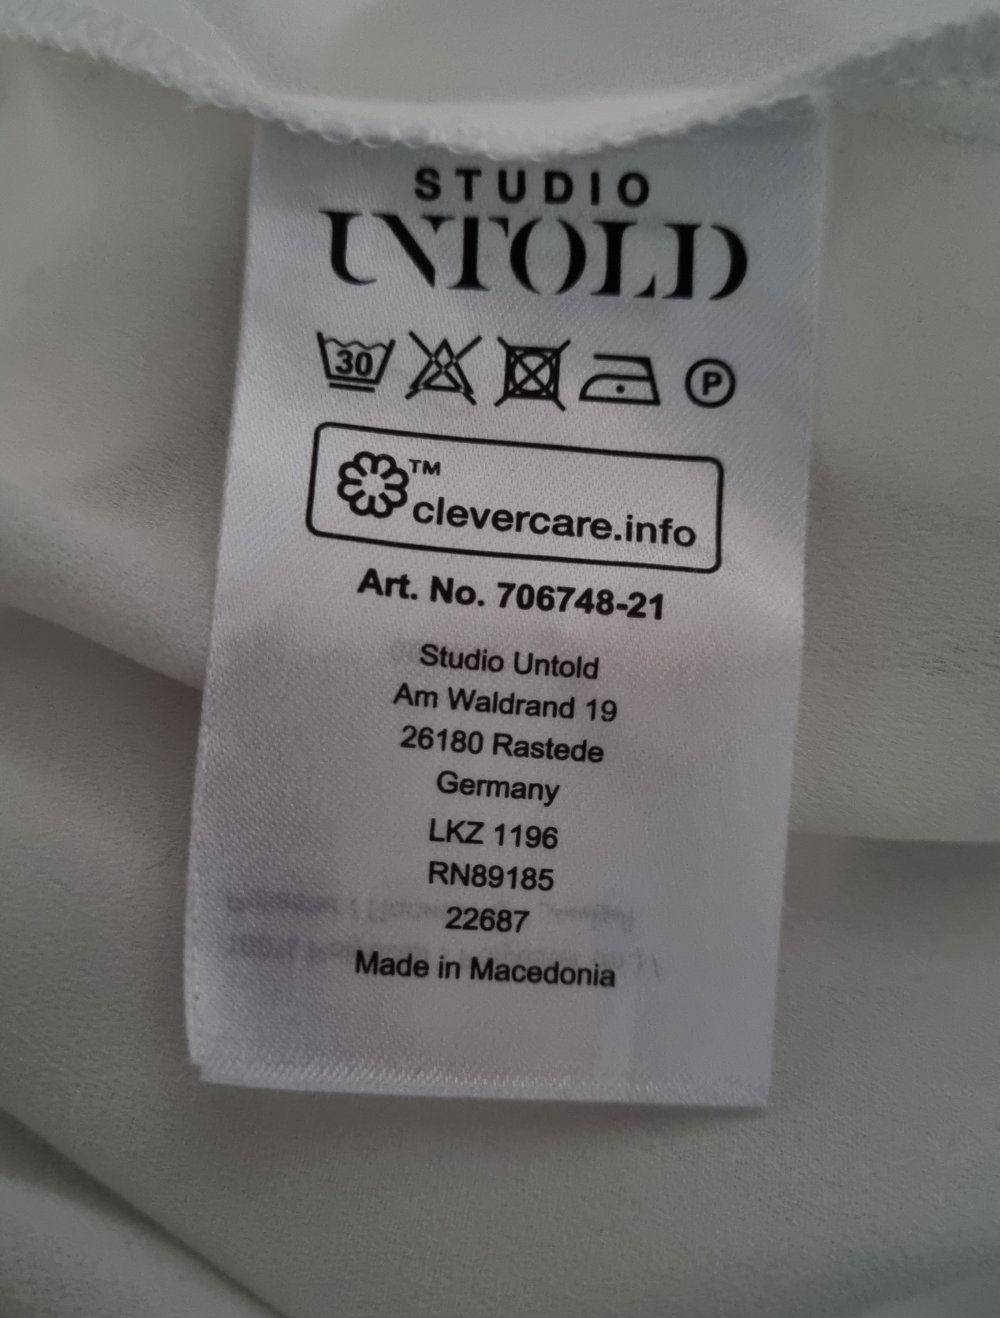 STUDIO
UNTOLD
30 P
™
clevercare.info
Art. No. 706748-21
Studio Untold
Am Waldrand 19
26180 Rastede
Germany
LKZ 1196
RN89185
22687
Made in Macedonia